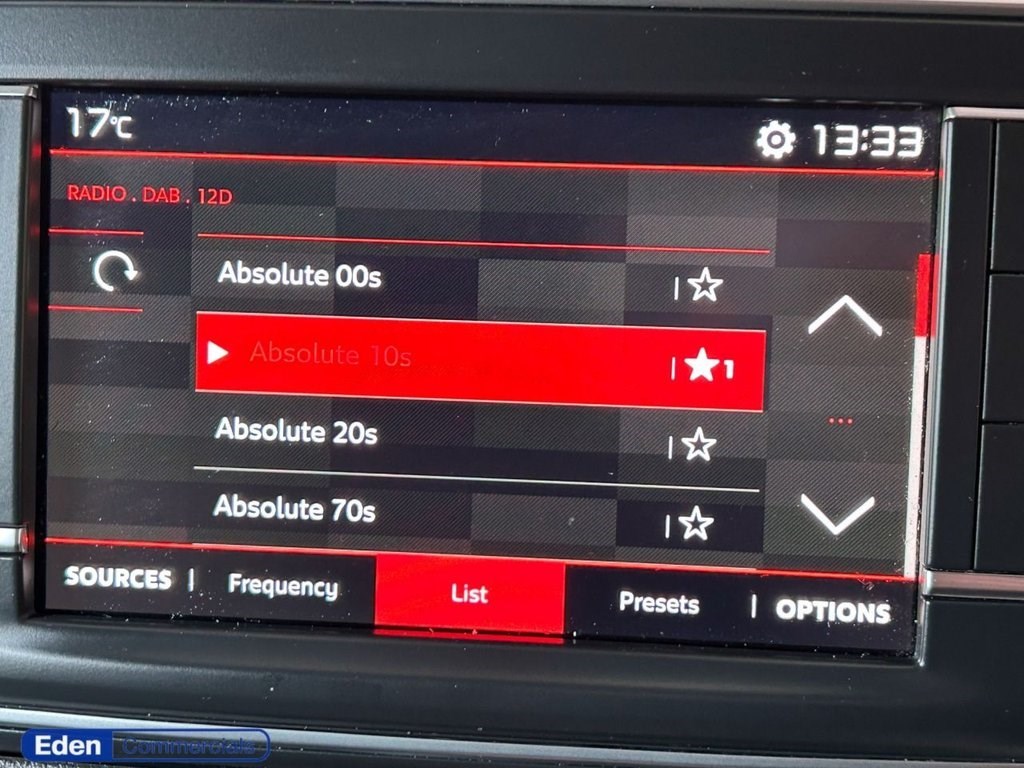 17°C
13:33
RADIO . DAB . 12D
Absolute 00s
Absolute 10s
1
Absolute 20s
Absolute 70s
SOURCES
Frequency
List
Presets
OPTIONS
Eden Commercials